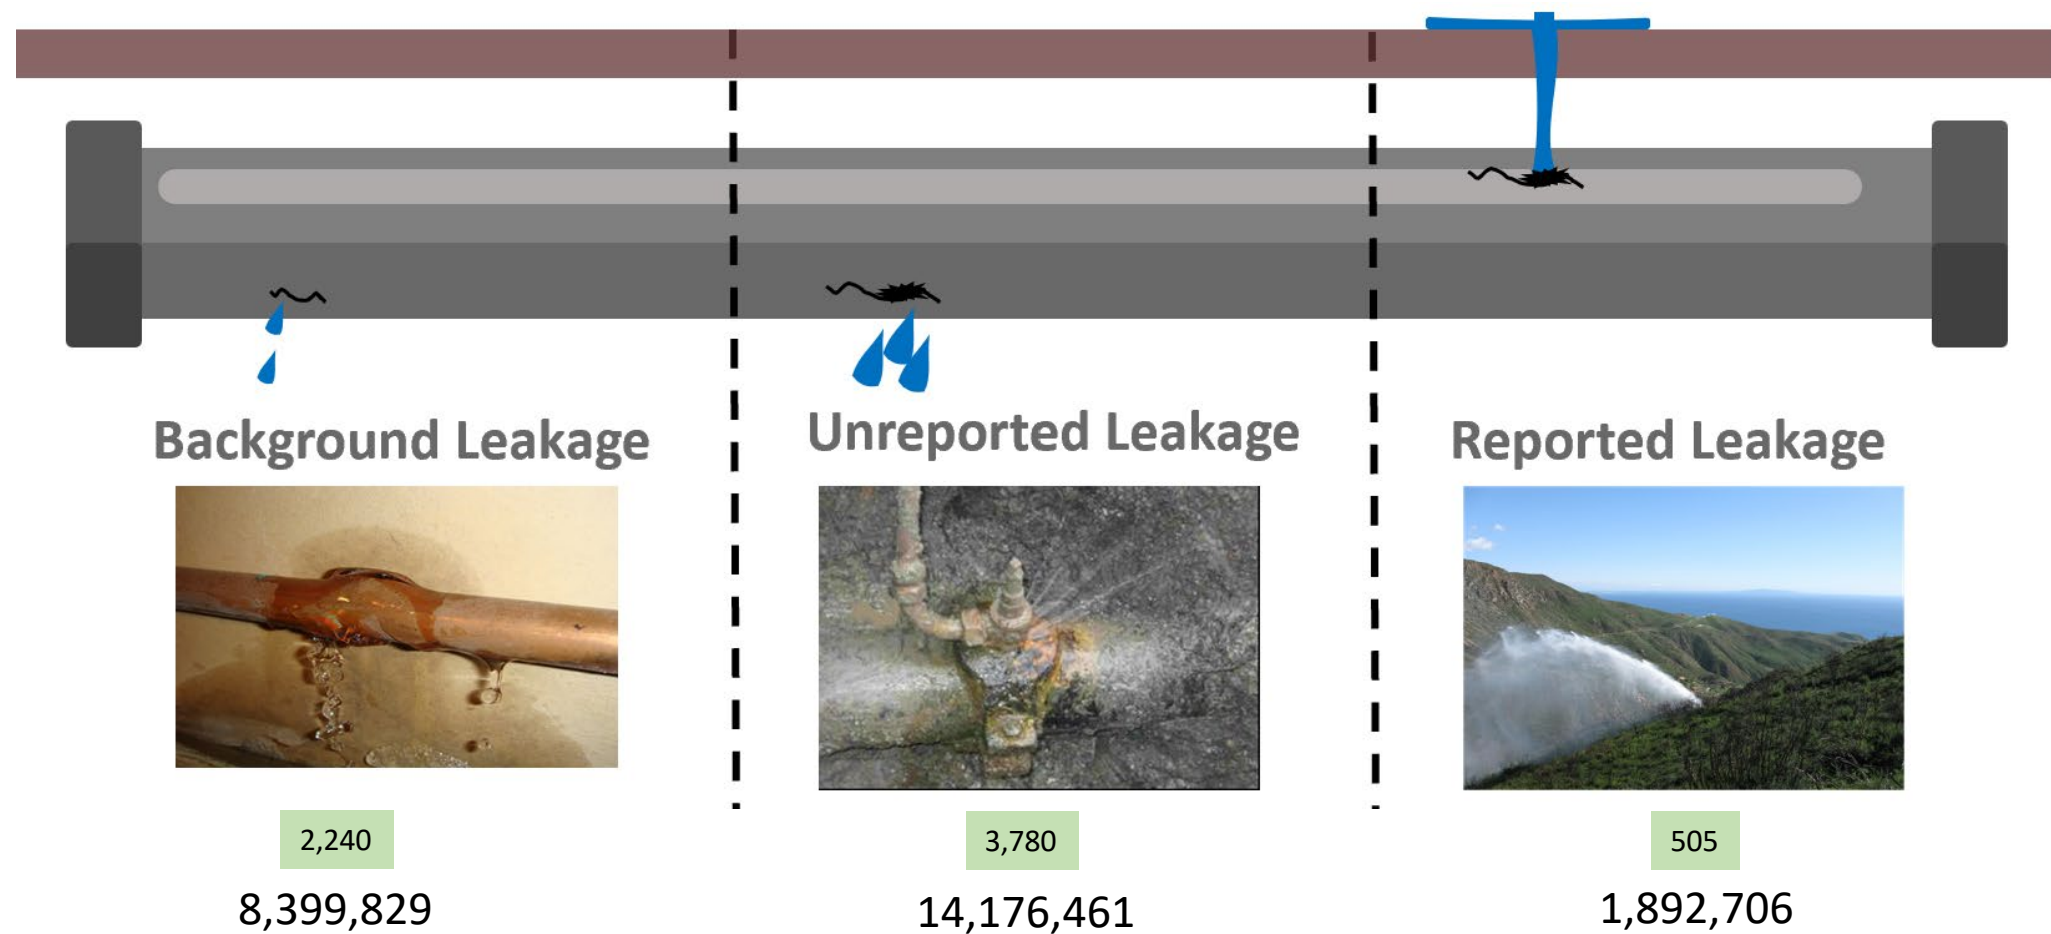 Background Leakage
Unreported Leakage
Reported Leakage
2,240
3,780
505
8,399,829
14,176,461
1,892,706